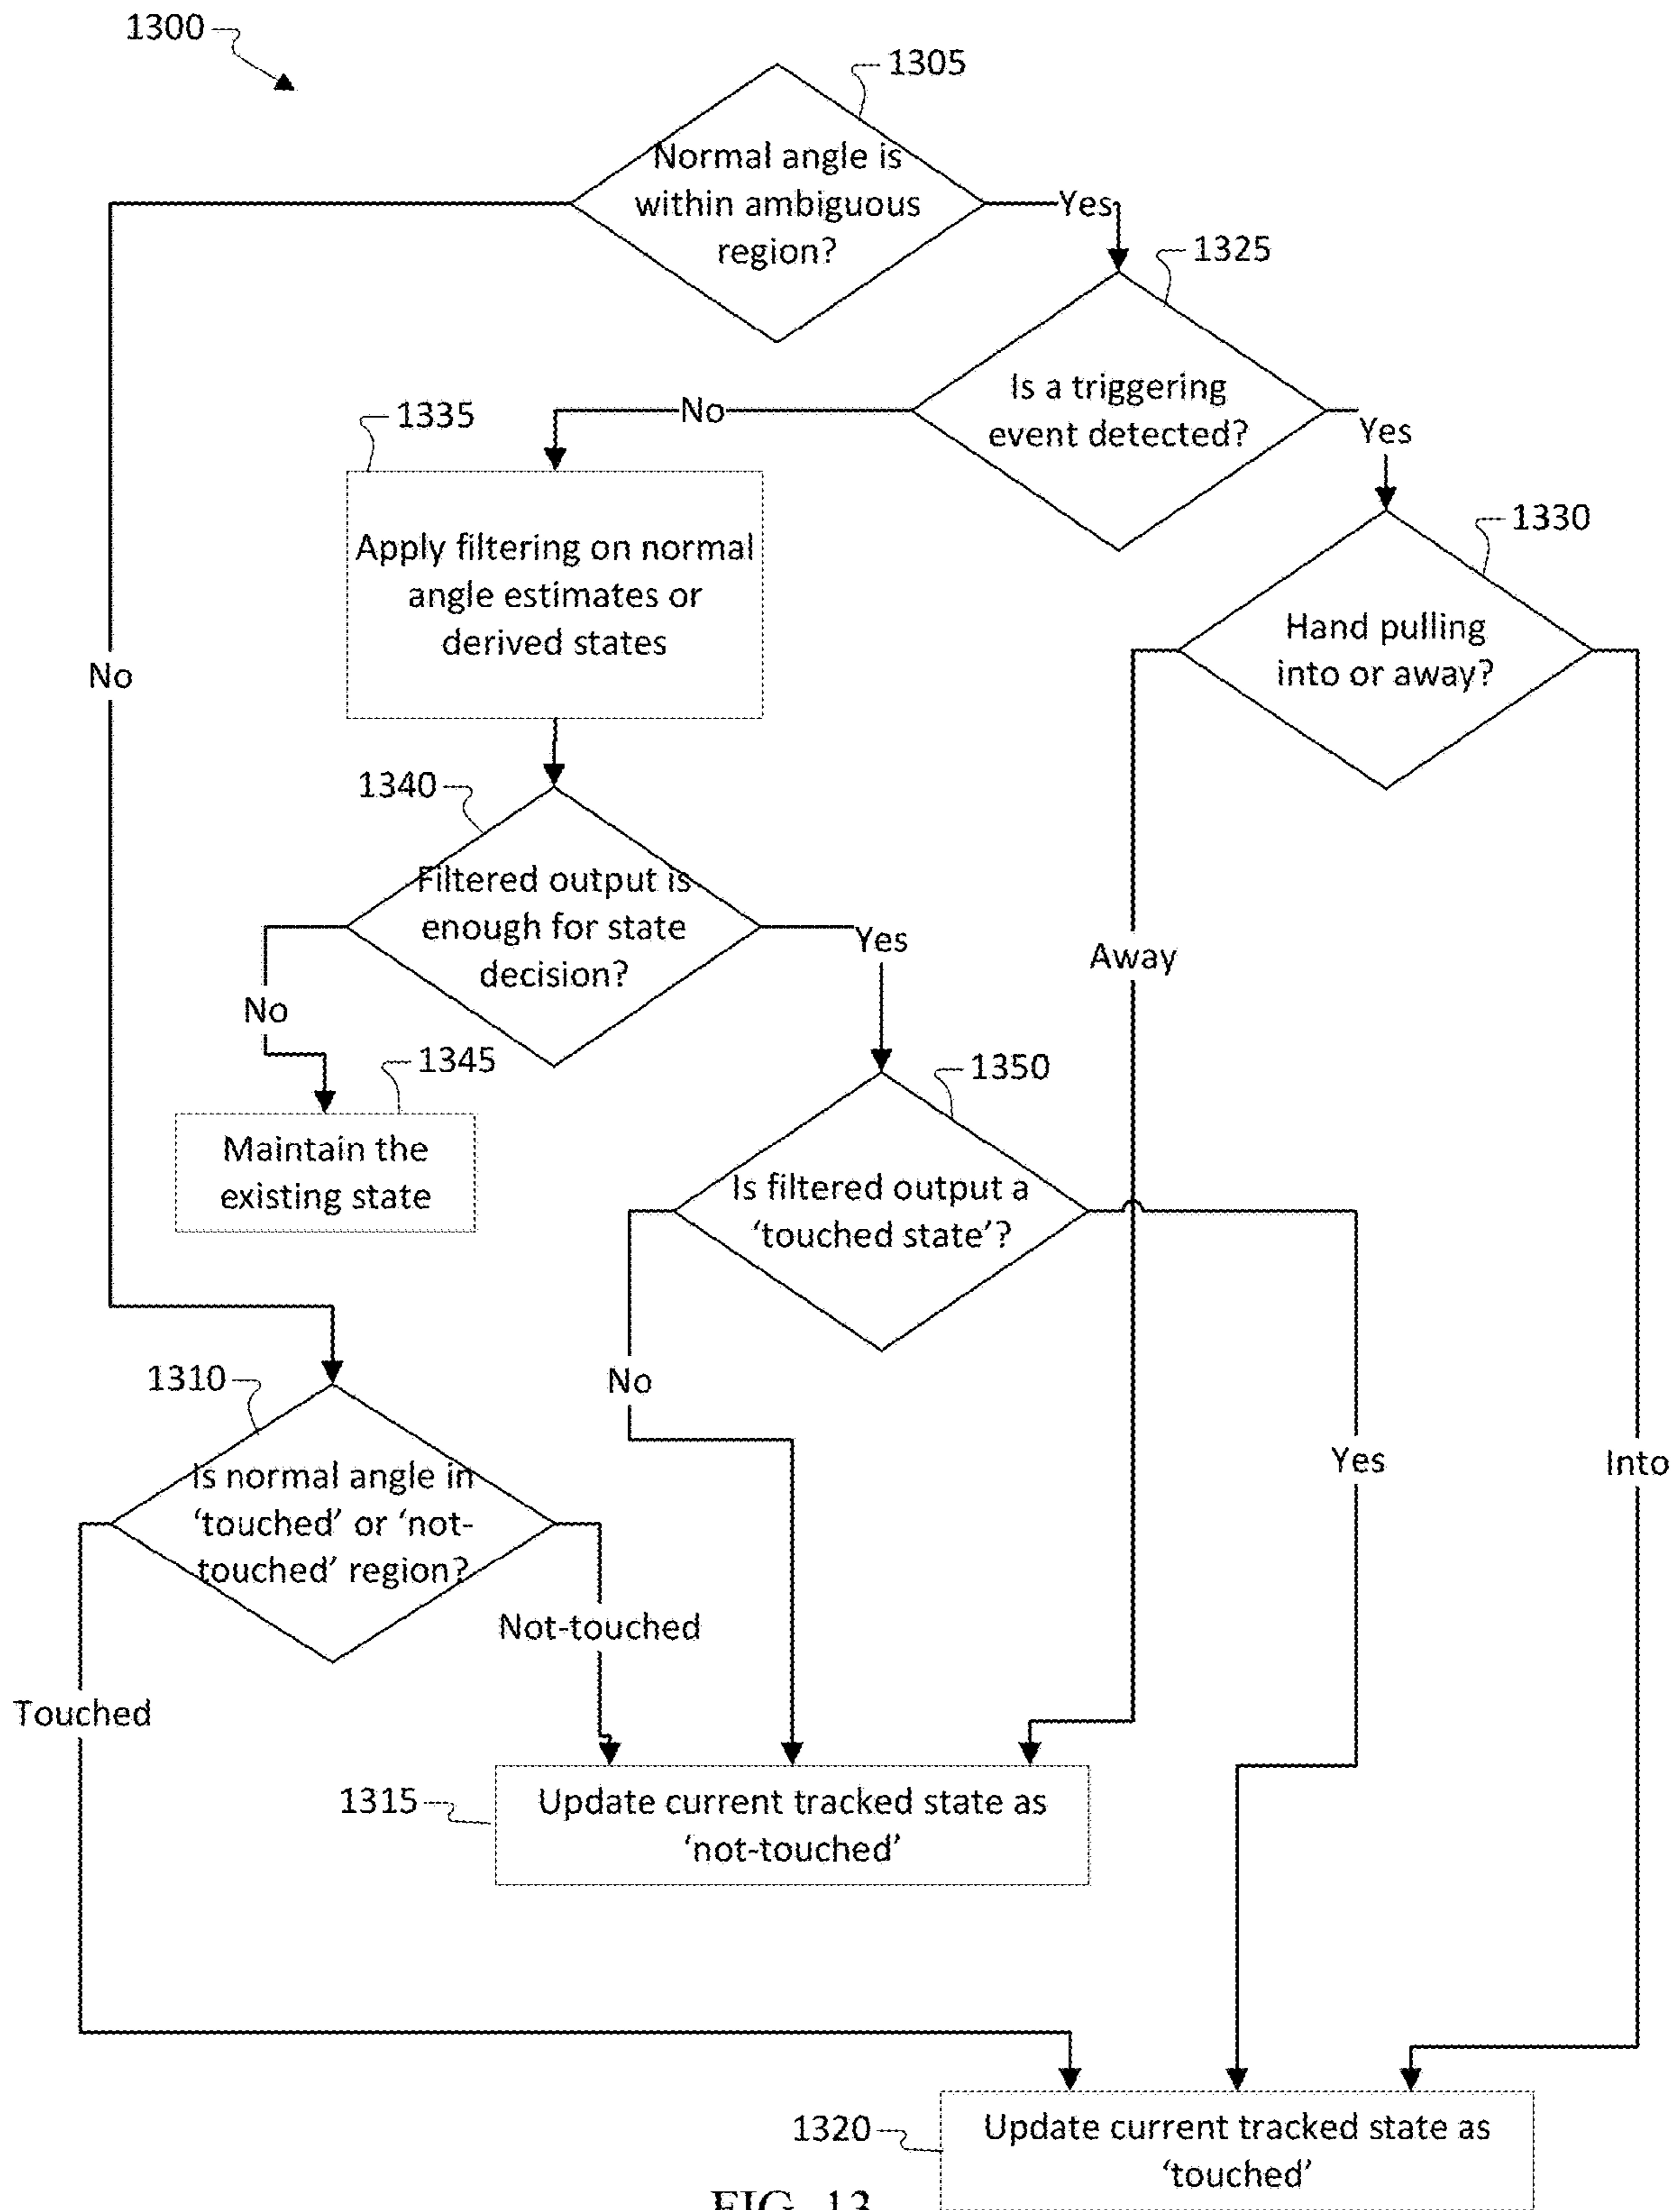 1300
1305
Normal angle is
within ambiguous
region?
Yes
1325
Is a triggering
event detected?
No
Yes
1335
Apply filtering on normal
angle estimates or
derived states
1330
Hand pulling
into or away?
No
1340
Filtered output is
enough for state
decision?
Yes
Away
No
1345
Maintain the
existing state
1350
Is filtered output a
‘touched state’?
No
Yes
Into
1310
Is normal angle in
‘touched’ or ‘not-
touched’ region?
Not-touched
Touched
1315
Update current tracked state as
‘not-touched’
1320
Update current tracked state as
‘touched’
FIG. 13